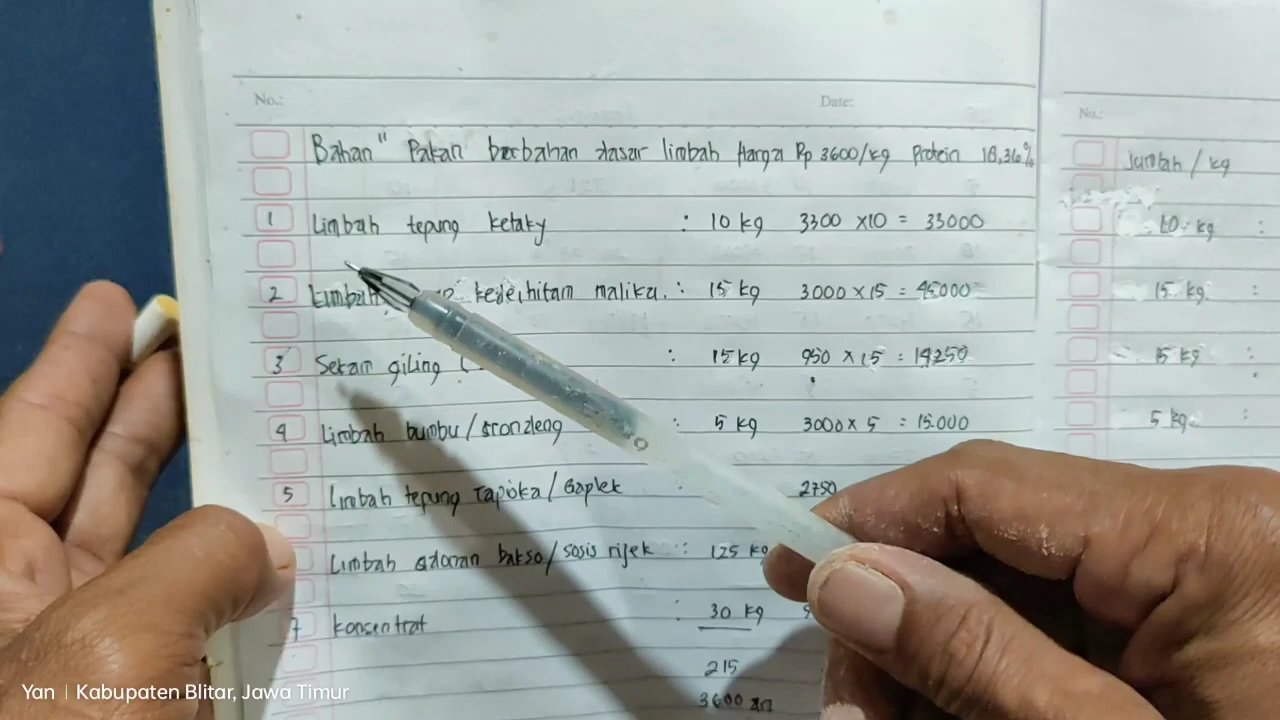 No.:
Date:
Bahan" Pakan berbahan dasar limbah Harga Rp 3600/kg Protein 18,36%
1 Limbah tepung ketaky : 10 kg 3300 x10 = 33000
2 Limbah kedelhitam malika. : 15 kg 3000 x 15 = 45000
3 Sekam giling ( : 15 kg 950 x 15 = 14250
4 Limbah bumbu/ : 5 kg 3000 x 5 = 15.000
5 Limbah tepung Tapioka / Gaplek : 2750
Limbah adonan bakso/sosis rijek : 125 kg
7 konsentrat : 30 kg
215
3600
No.:
Jumlah / kg
10 kg :
15 kg :
15 kg :
5 kg :
Yan | Kabupaten Blitar, Jawa Timur